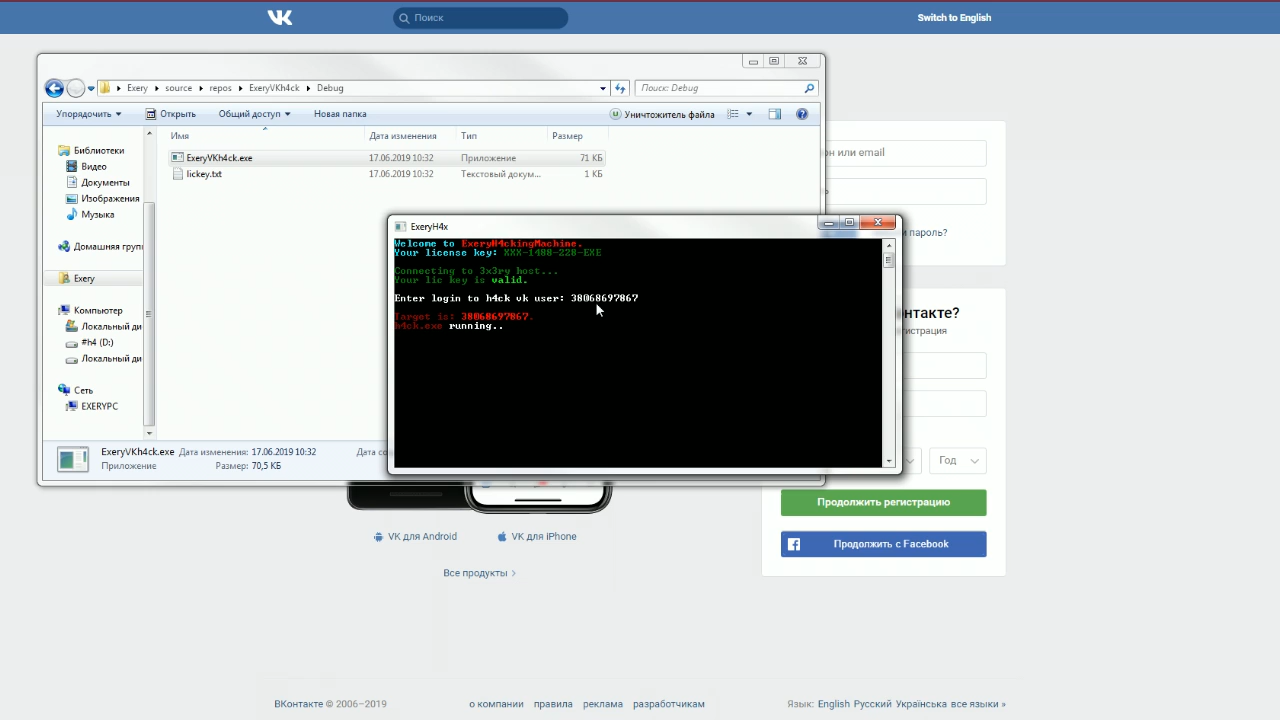 Поиск
Switch to English
Exery
source
repos
ExeryVKh4ck
Debug
Поиск: Debug
Упорядочить
Открыть
Общий доступ
Новая папка
Уничтожитель файла
Имя
Дата изменения
Тип
Размер
ExeryVKh4ck.exe 17.06.2019 10:32 Приложение 71 КБ
lickey.txt 17.06.2019 10:32 Текстовый докум... 1 КБ
Библиотеки
Видео
Документы
Изображения
Музыка
Домашняя групп
Exery
Компьютер
Локальный ди
#h4 (D:)
Локальный ди
Сеть
EXERYPC
ExeryVKh4ck.exe Дата изменения: 17.06.2019 10:32
Приложение Размер: 70,5 КБ
Дата со
ExeryH4x
Welcome to ExeryH4ckingMachine.
Your license key: XXX-1488-228-EXE
Connecting to 3x3ry host...
Your lic key is valid.
Enter login to h4ck vk user: 38068697867
Target is: 38068697867.
h4ck.exe running..
он или email
и пароль?
нтакте?
гистрация
Год
Продолжить регистрацию
Продолжить с Facebook
VK для Android
VK для iPhone
Все продукты
ВКонтакте © 2006–2019
о компании
правила
реклама
разработчикам
Язык: English Русский Українська все языки »